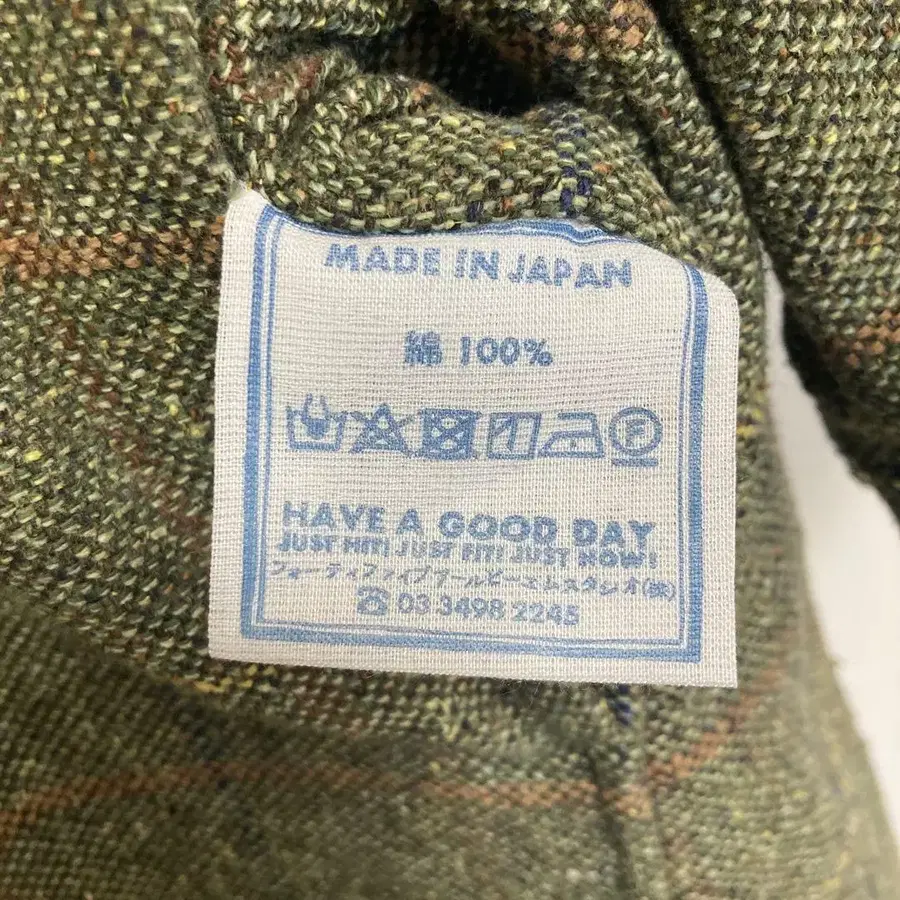 MADE IN JAPAN
綿 100%
F
HAVE A GOOD DAY
JUST HIT! JUST FIT! JUST NOW!
フォーティファイブアールピーエムスタジオ(株)
☎ 03 3498 2245